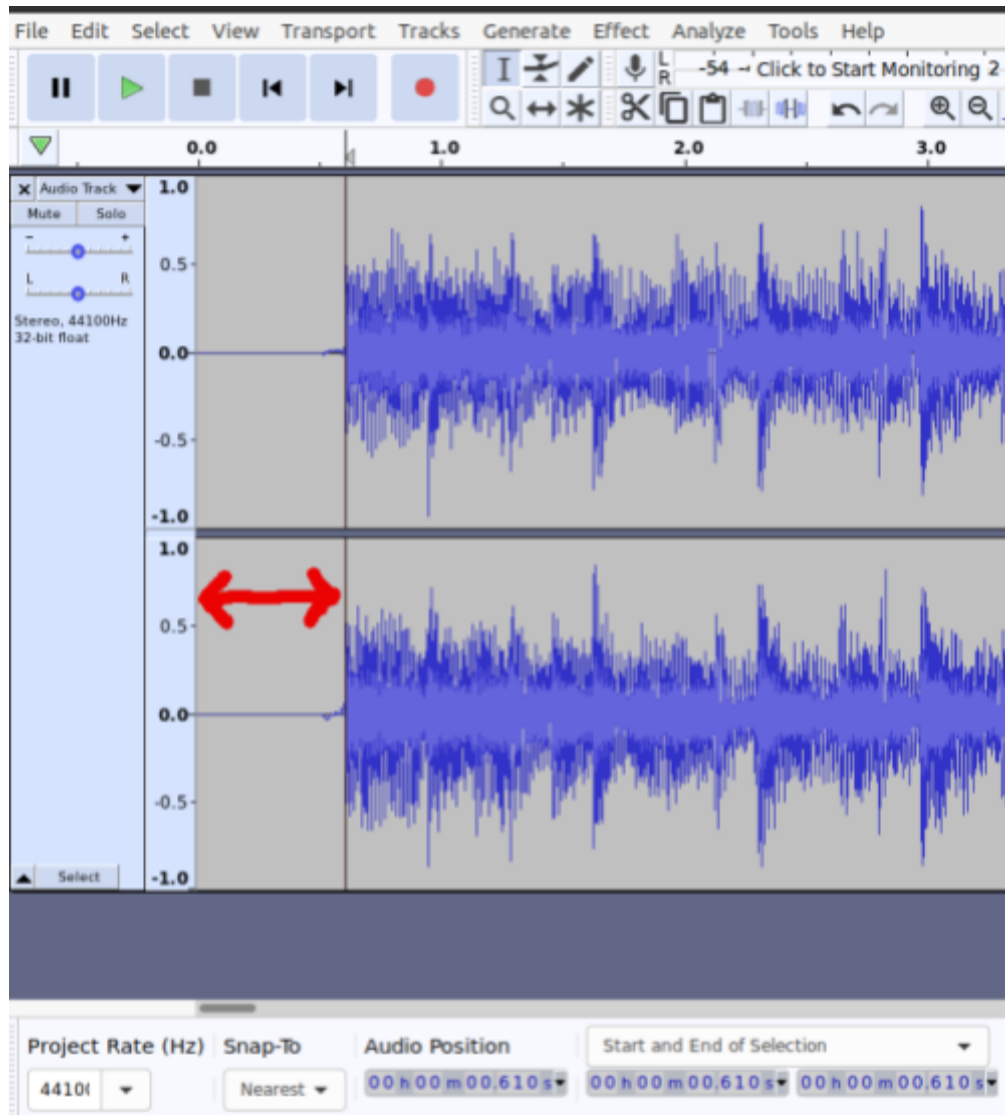 File Edit Select View Transport Tracks Generate Effect Analyze Tools Help
L
R
-54 Click to Start Monitoring 2
0.0 1.0 2.0 3.0
Audio Track
Mute Solo
- +
L R
Stereo, 44100Hz
32-bit float
1.0
0.5
0.0
-0.5
-1.0
1.0
0.5
0.0
-0.5
-1.0
Select
Project Rate (Hz) Snap-To Audio Position Start and End of Selection
4410 Nearest 00 h 00 m 00.610 s 00 h 00 m 00.610 s 00 h 00 m 00.610 s